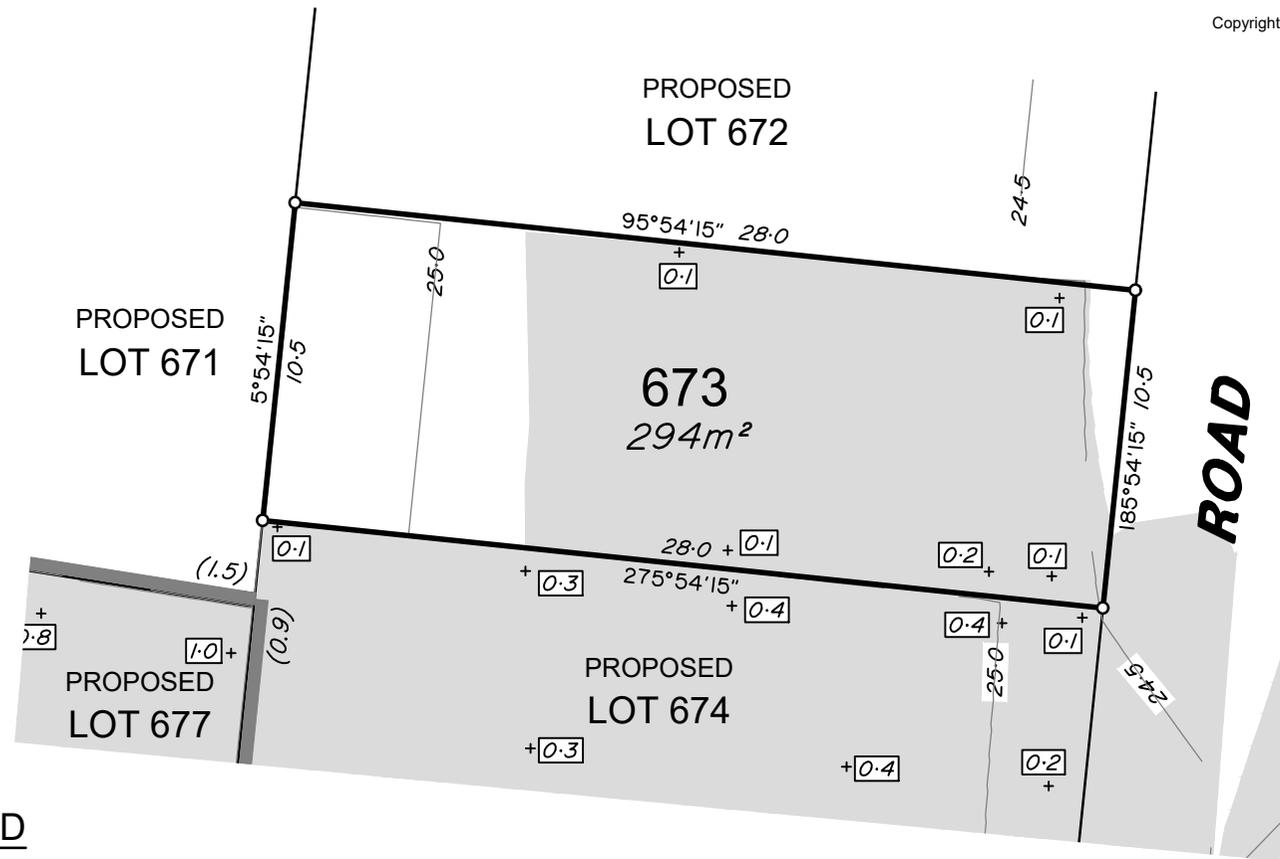 Copyright
PROPOSED
LOT 672
24·5
95°54'15" 28·0
0·1
0·1
25·0
PROPOSED
LOT 671
5°54'15"
10·5
673
294m²
10·5
185°54'15"
ROAD
0·1
28·0
0·1
0·2
0·1
275°54'15"
(1.5)
0·3
0·4
0·4
0·1
(0.9)
0·8
1·0
25·0
24·5
PROPOSED
LOT 677
PROPOSED
LOT 674
0·3
0·4
0·2
D